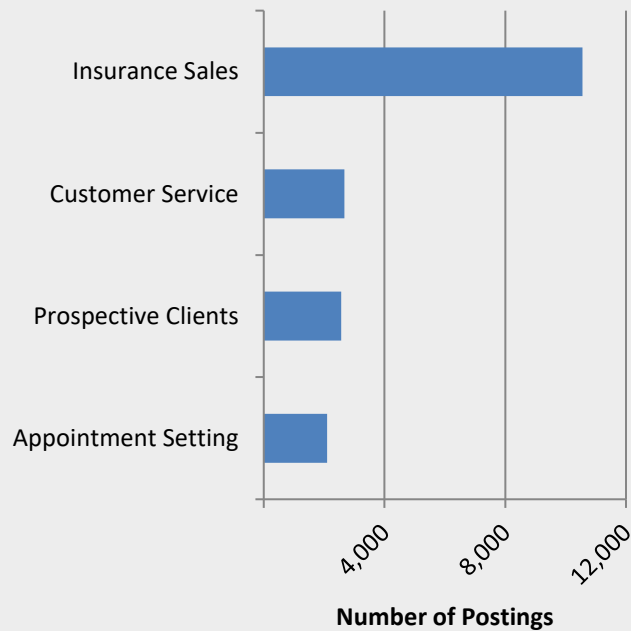 Insurance Sales
Customer Service
Prospective Clients
Appointment Setting
4,000
8,000
12,000
Number of Postings